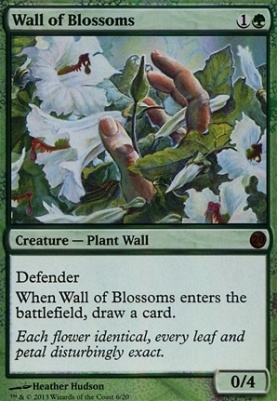 Wall of Blossoms 1
Creature — Plant Wall
Defender
When Wall of Blossoms enters the
battlefield, draw a card.
Each flower identical, every leaf and
petal disturbingly exact.
Heather Hudson
™ & © 2013 Wizards of the Coast 6/20
0/4